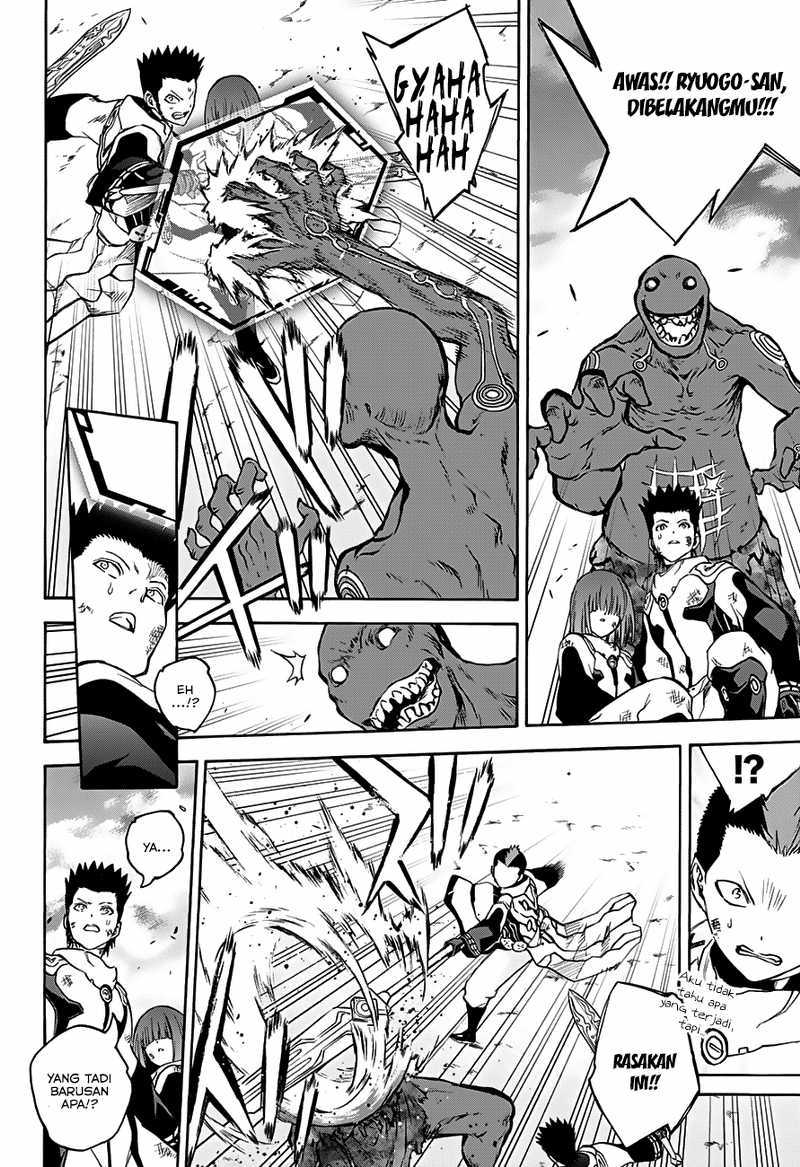 AWAS!! RYUOGO-SAN,
DIBELAKANGMU!!!
GYAHA
HAHA
HAH
EH
...!?
!?
Aku tidak
tahu apa
yang terjadi,
tapi
RASAKAN
INI!!
YA...
YANG TADI
BARUSAN
APA!?